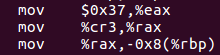 mov $0x37,%eax
mov %cr3,%rax
mov %rax,-0x8(%rbp)